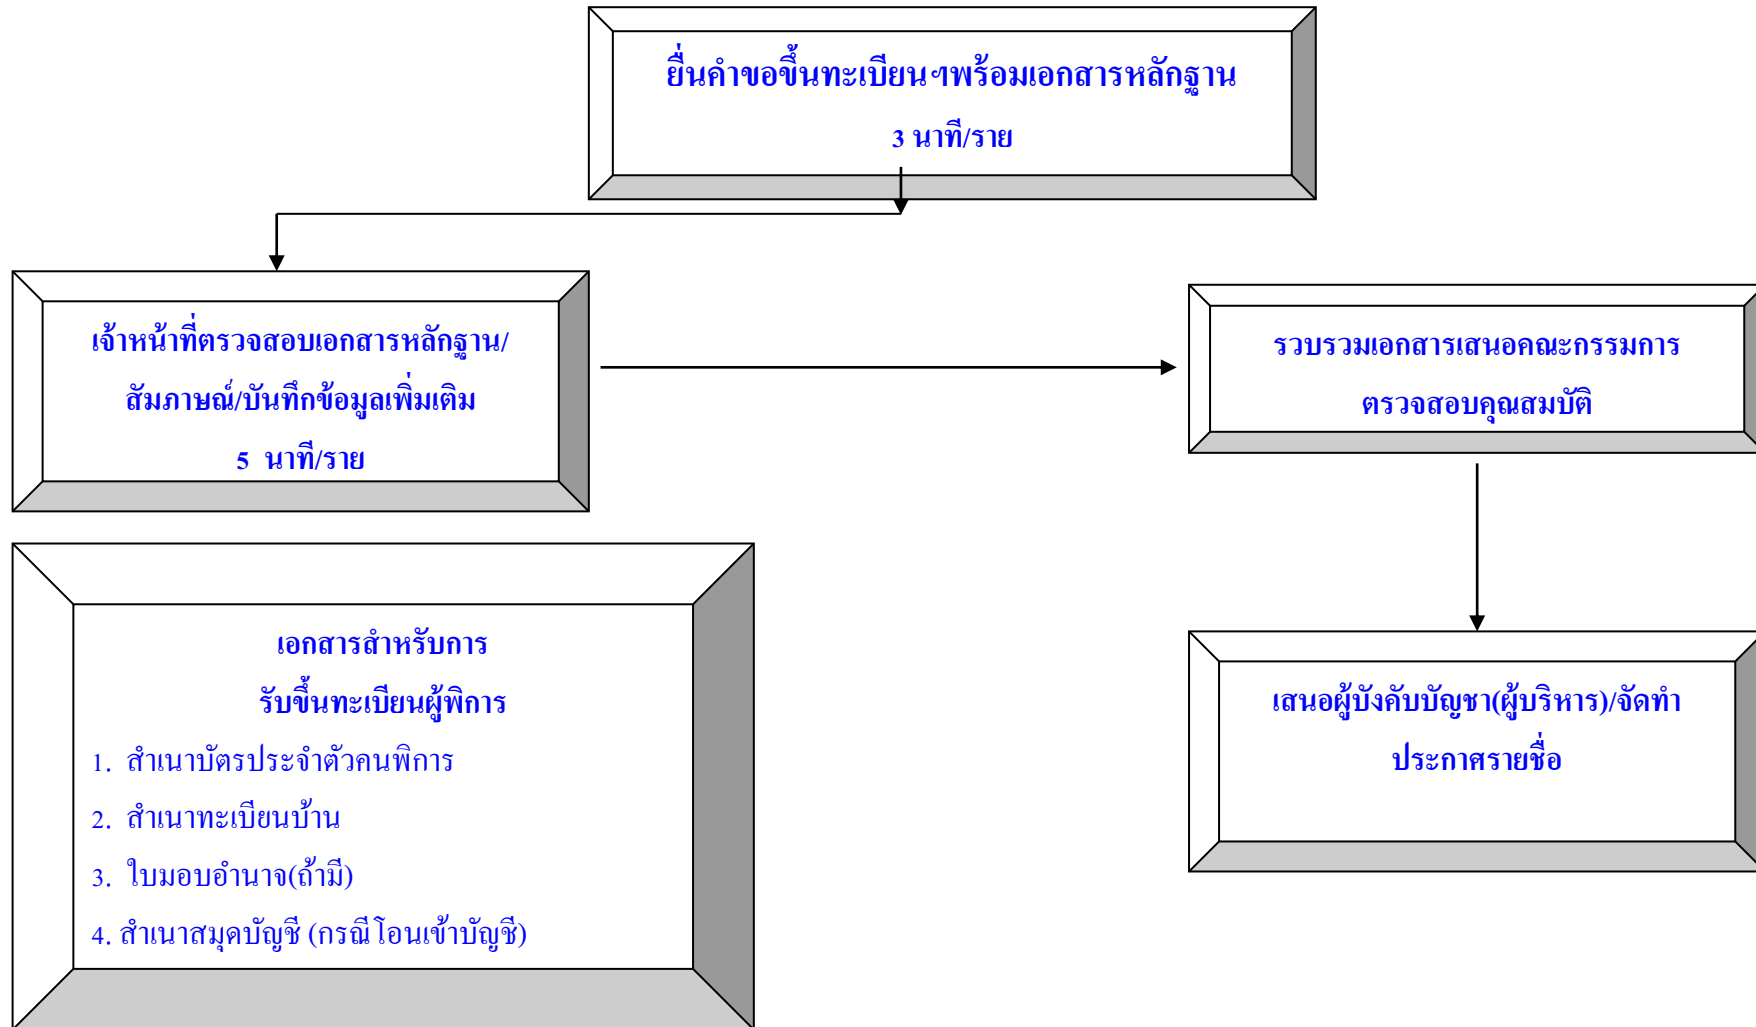 ยื่นคำขอขึ้นทะเบียนฯพร้อมเอกสารหลักฐาน
3 นาที/ราย
เจ้าหน้าที่ตรวจสอบเอกสารหลักฐาน/
สัมภาษณ์/บันทึกข้อมูลเพิ่มเติม
5 นาที/ราย
รวบรวมเอกสารเสนอคณะกรรมการ
ตรวจสอบคุณสมบัติ
เอกสารสำหรับการ
รับขึ้นทะเบียนผู้พิการ
1. สำเนาบัตรประจำตัวคนพิการ
2. สำเนาทะเบียนบ้าน
3. ใบมอบอำนาจ(ถ้ามี)
4. สำเนาสมุดบัญชี (กรณีโอนเข้าบัญชี)
เสนอผู้บังคับบัญชา(ผู้บริหาร)/จัดทำ
ประกาศรายชื่อ